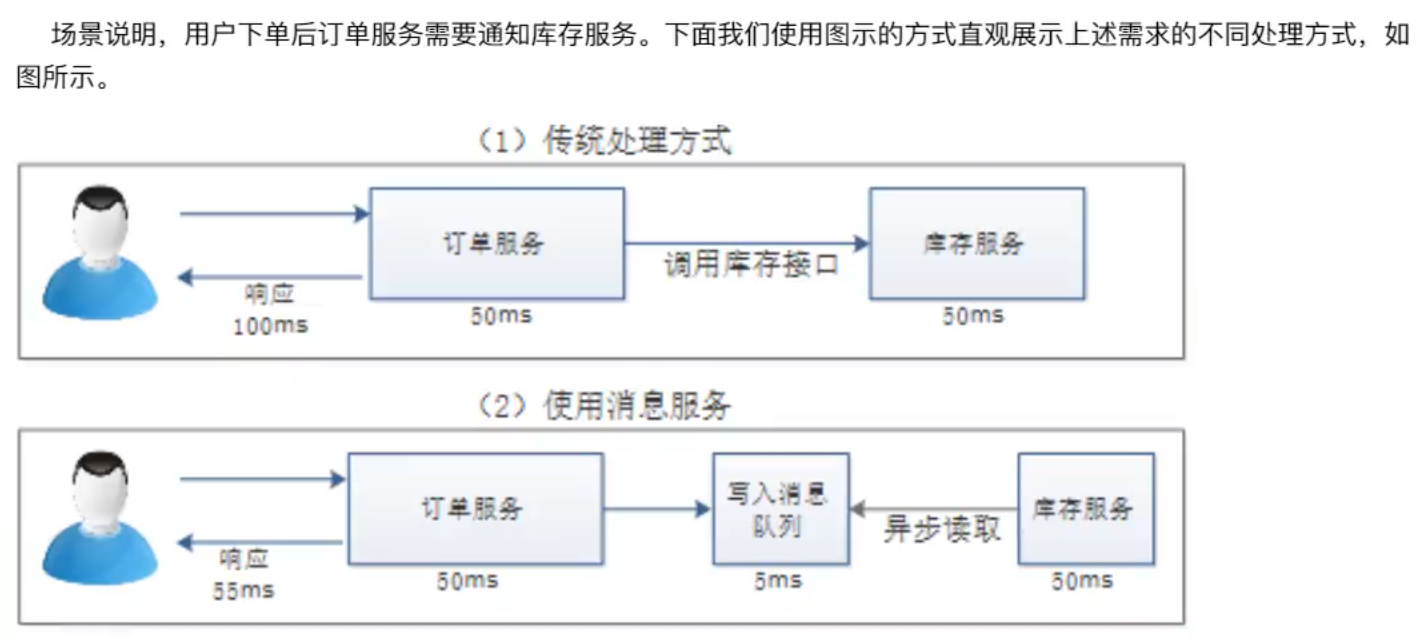 场景说明，用户下单后订单服务需要通知库存服务。下面我们使用图示的方式直观展示上述需求的不同处理方式，如
图所示。
（1）传统处理方式
订单服务
库存服务
调用库存接口
响应
100ms
50ms
50ms
（2）使用消息服务
订单服务
写入消息
队列
库存服务
异步读取
响应
55ms
50ms
5ms
50ms